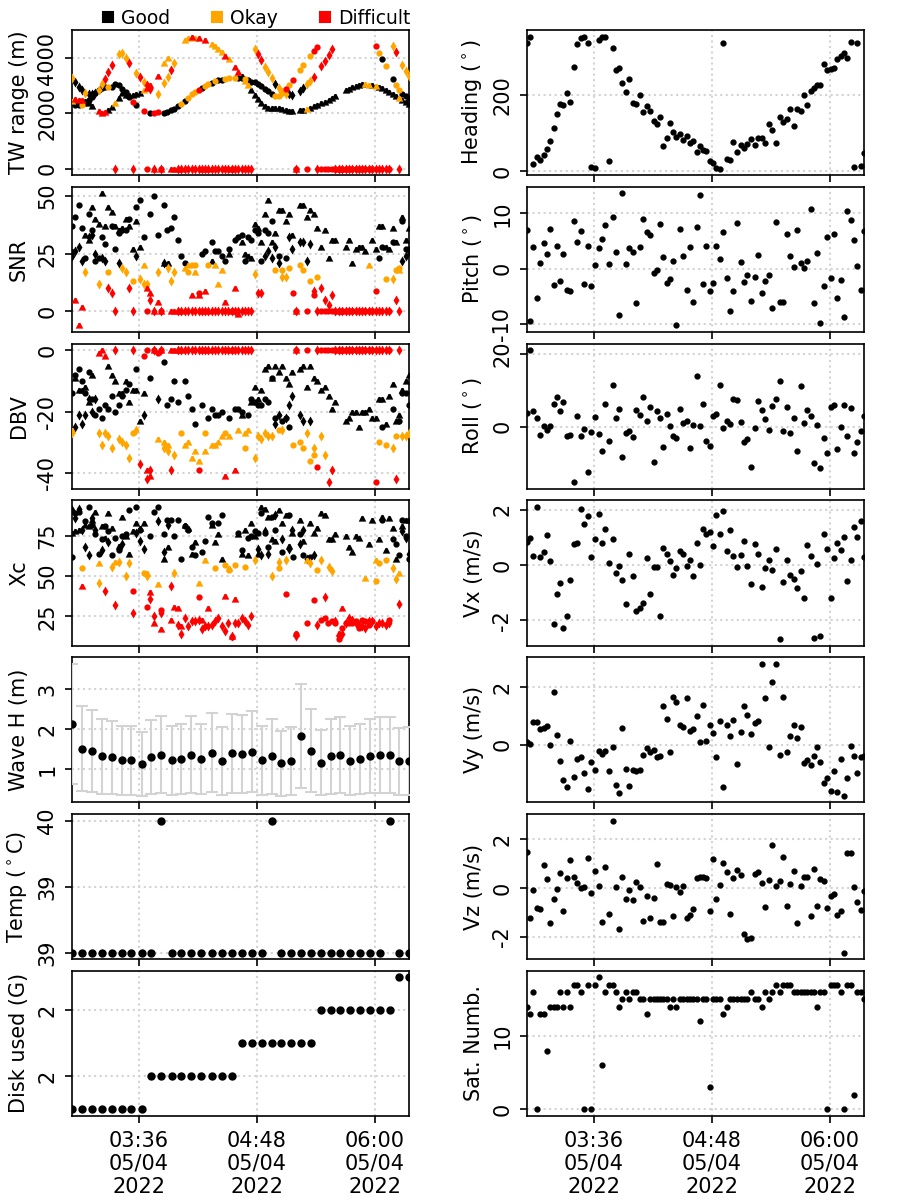 Good Okay Difficult
TW range (m)
4000
2000
0
Heading (°)
200
0
SNR
50
25
0
Pitch (°)
10
0
-10
DBV
0
-20
-40
Roll (°)
20
0
Xc
75
50
25
Vx (m/s)
2
0
-2
Wave H (m)
3
2
1
Vy (m/s)
2
0
Temp (°C)
40
39
39
Vz (m/s)
2
0
-2
Disk used (G)
2
2
Sat. Numb.
10
0
03:36 04:48 06:00
05/04 05/04 05/04
2022 2022 2022
03:36 04:48 06:00
05/04 05/04 05/04
2022 2022 2022